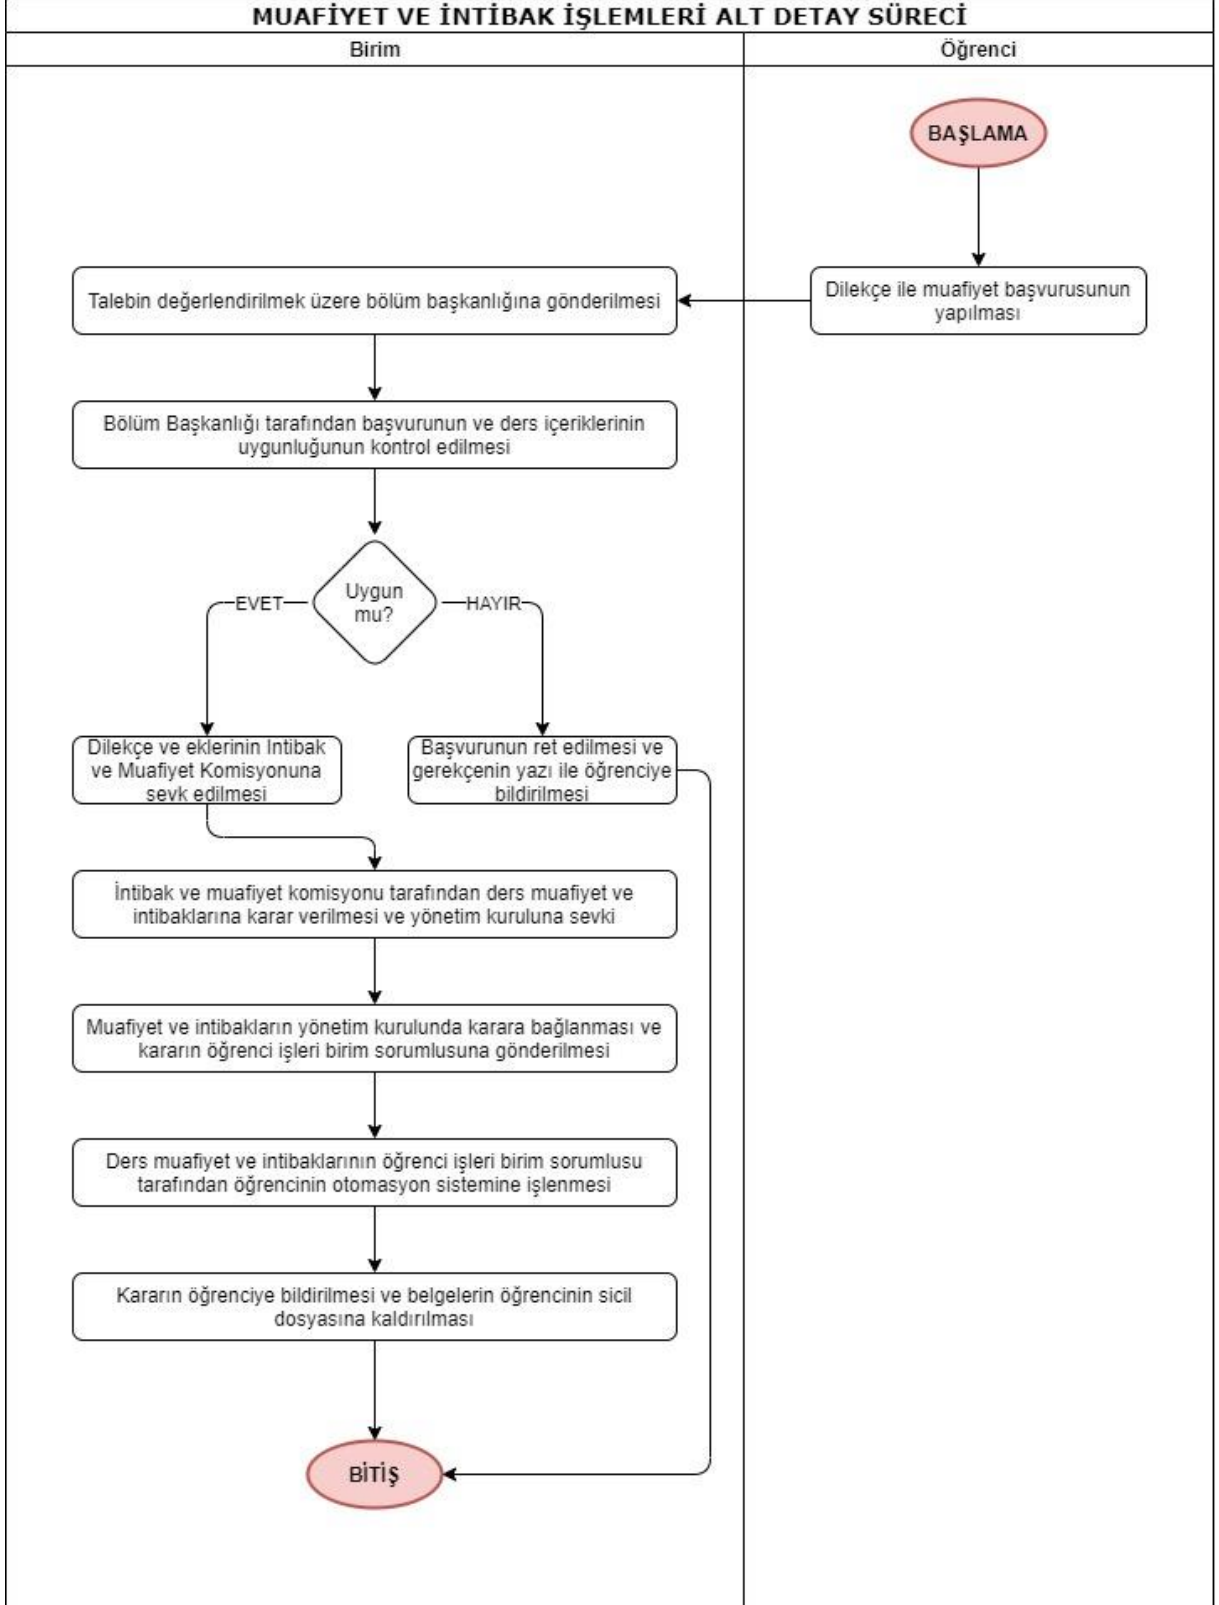 MUAFİYET VE İNTİBAK İŞLEMLERİ ALT DETAY SÜRECİ
Birim
Öğrenci
BAŞLAMA
Dilekçe ile muafiyet başvurusunun
yapılması
Talebin değerlendirilmek üzere bölüm başkanlığına gönderilmesi
Bölüm Başkanlığı tarafından başvurunun ve ders içeriklerinin
uygunluğunun kontrol edilmesi
Uygun
mu?
EVET
HAYIR
Dilekçe ve eklerinin İntibak
ve Muafiyet Komisyonuna
sevk edilmesi
Başvurunun ret edilmesi ve
gerekçenin yazı ile öğrenciye
bildirilmesi
İntibak ve muafiyet komisyonu tarafından ders muafiyet ve
intibaklarına karar verilmesi ve yönetim kuruluna sevki
Muafiyet ve intibakların yönetim kurulunda karara bağlanması ve
kararın öğrenci işleri birim sorumlusuna gönderilmesi
Ders muafiyet ve intibaklarının öğrenci işleri birim sorumlusu
tarafından öğrencinin otomasyon sistemine işlenmesi
Kararın öğrenciye bildirilmesi ve belgelerin öğrencinin sicil
dosyasına kaldırılması
BİTİŞ